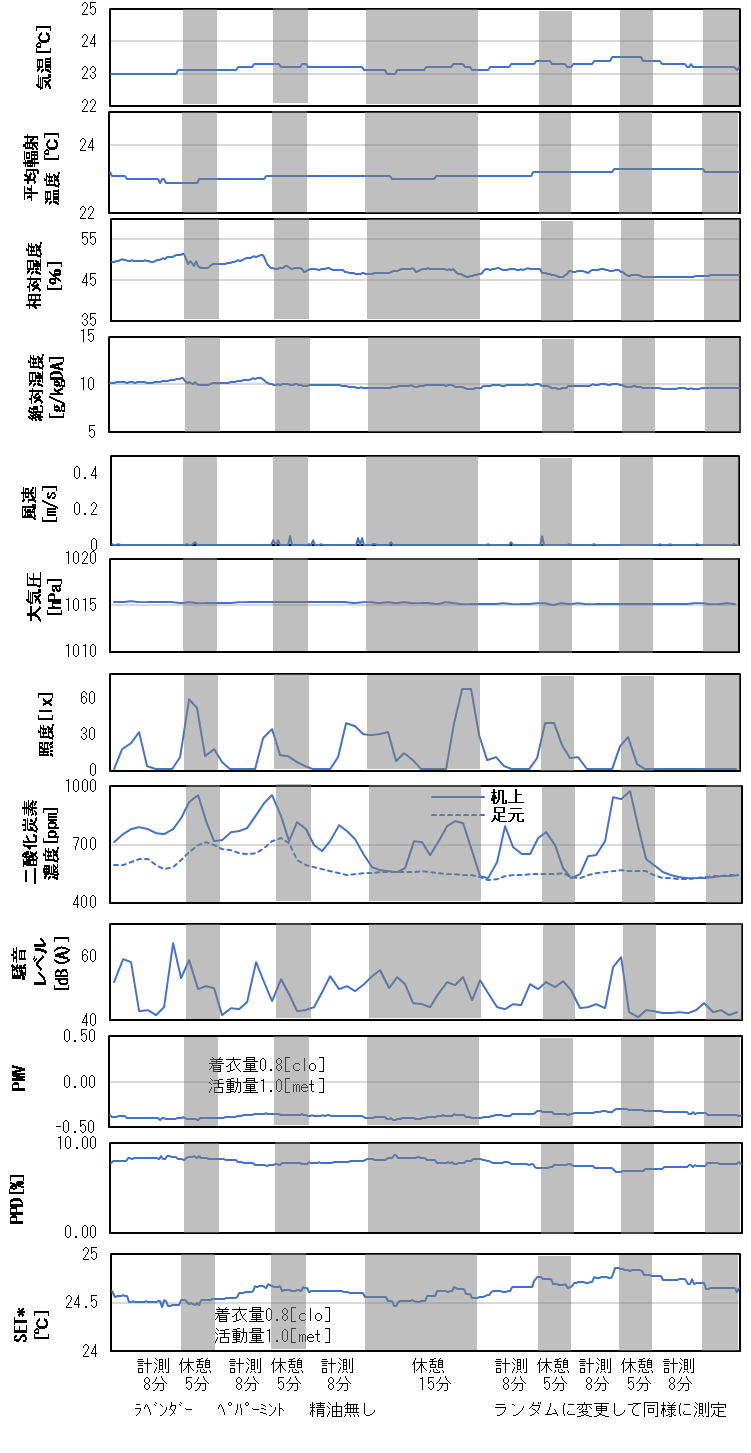 気温[℃]
25
24
23
22
平均輻射
温度 [℃]
24
22
相対湿度
[%]
55
45
35
絶対湿度
[g/kgDA]
15
10
5
風速
[m/s]
0.4
0.2
0
大気圧
[hPa]
1020
1015
1010
照度[lx]
60
30
0
二酸化炭素
濃度[ppm]
1000
700
400
机上
足元
騒音
レベル
[dB(A)]
60
40
PMV
0.50
0.00
-0.50
着衣量0.8[clo]
活動量1.0[met]
PPD[%]
10.00
0.00
SET*
[℃]
25
24.5
24
着衣量0.8[clo]
活動量1.0[met]
計測 休憩 計測 休憩 計測 休憩 計測 休憩 計測 休憩 計測
8分 5分 8分 5分 8分 15分 8分 5分 8分 5分 8分
ﾗﾍﾞﾝﾀﾞｰ ﾍﾟﾊﾟｰﾐﾝﾄ 精油無し ランダムに変更して同様に測定